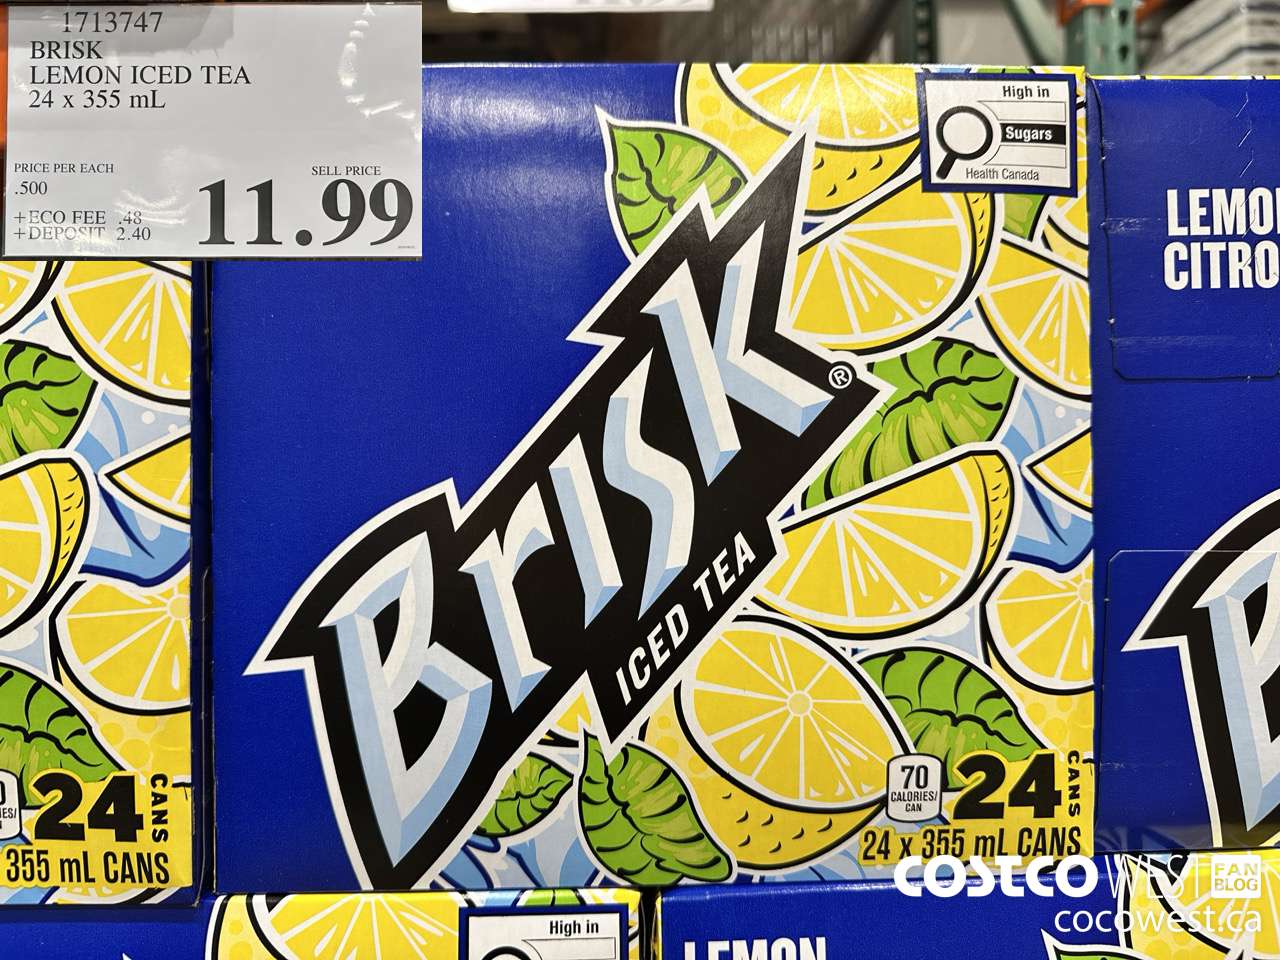 1713747
BRISK
LEMON ICED TEA
24 x 355 mL
PRICE PER EACH
.500
SELL PRICE
11.99
+ECO FEE .48
+DEPOSIT 2.40
High in
Sugars
Health Canada
Brisk®
ICED TEA
70
CALORIES/
CAN
24
CANS
24 x 355 mL CANS
24
CANS
355 mL CANS
LEMO
CITRO
High in
LEMON
COSTCO WEST
FAN
BLOG
cocowest.ca